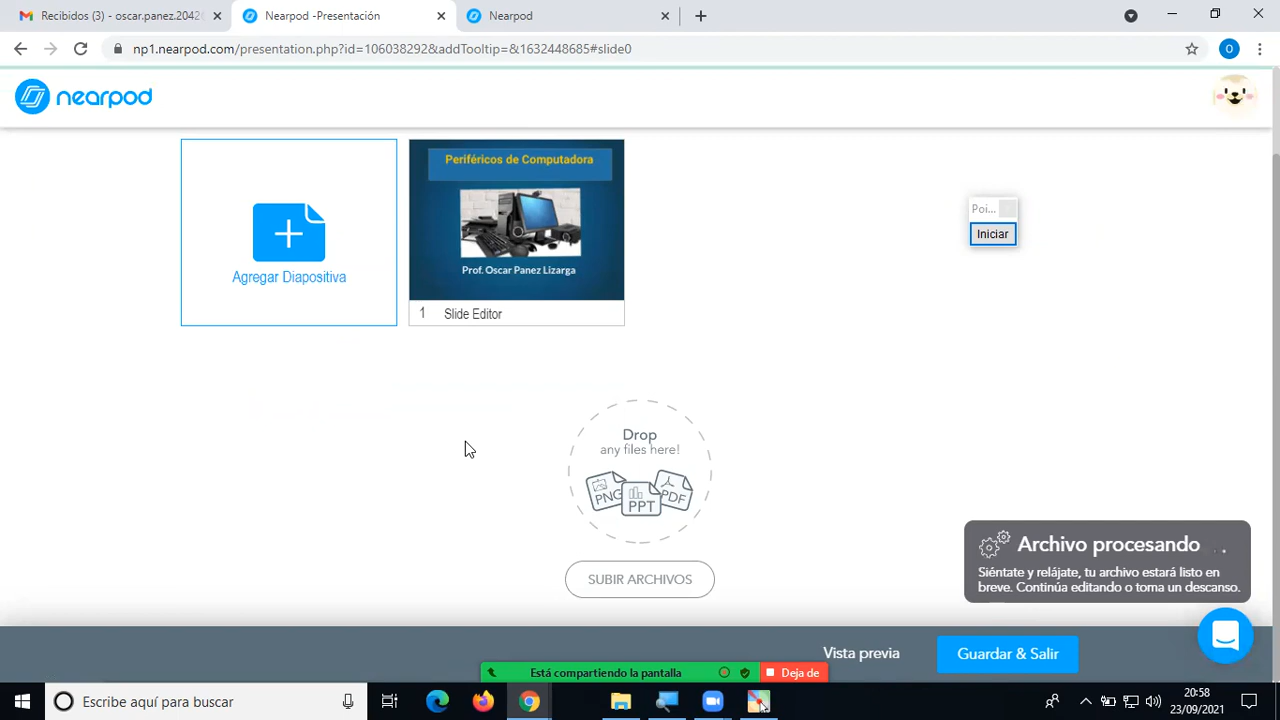 Recibidos (3) - oscar.panez.2042
Nearpod -Presentación
Nearpod
np1.nearpod.com/presentation.php?id=106038292&addTooltip=&1632448685#slide0
O
nearpod
Agregar Diapositiva
Periféricos de Computadora
Prof. Oscar Panez Lizarga
1 Slide Editor
Poi...
Iniciar
Drop
any files here!
PNG
PPT
PDF
SUBIR ARCHIVOS
Archivo procesando . .
Siéntate y relájate, tu archivo estará listo en
breve. Continúa editando o toma un descanso.
Vista previa
Guardar & Salir
Está compartiendo la pantalla
Deja de
Escribe aquí para buscar
20:58
23/09/2021